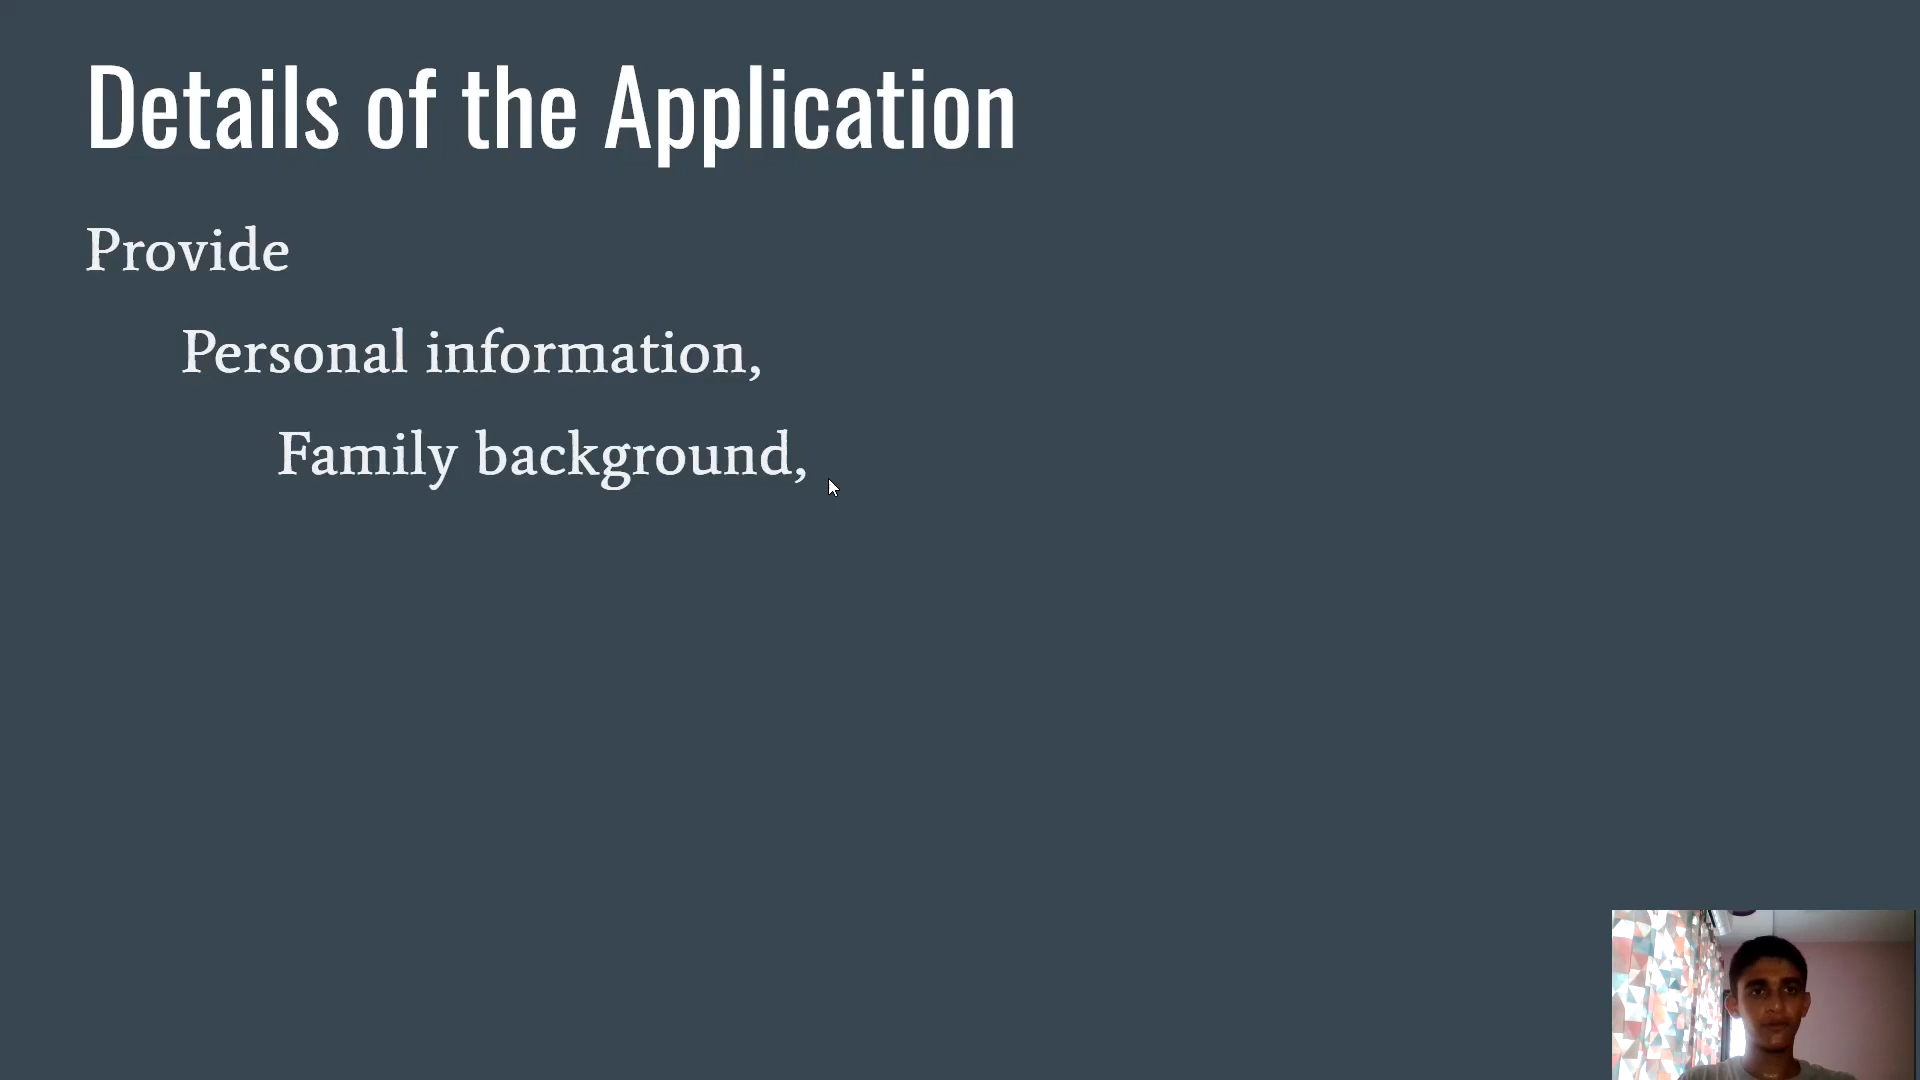 Details of the Application
Provide
Personal information,
Family background,